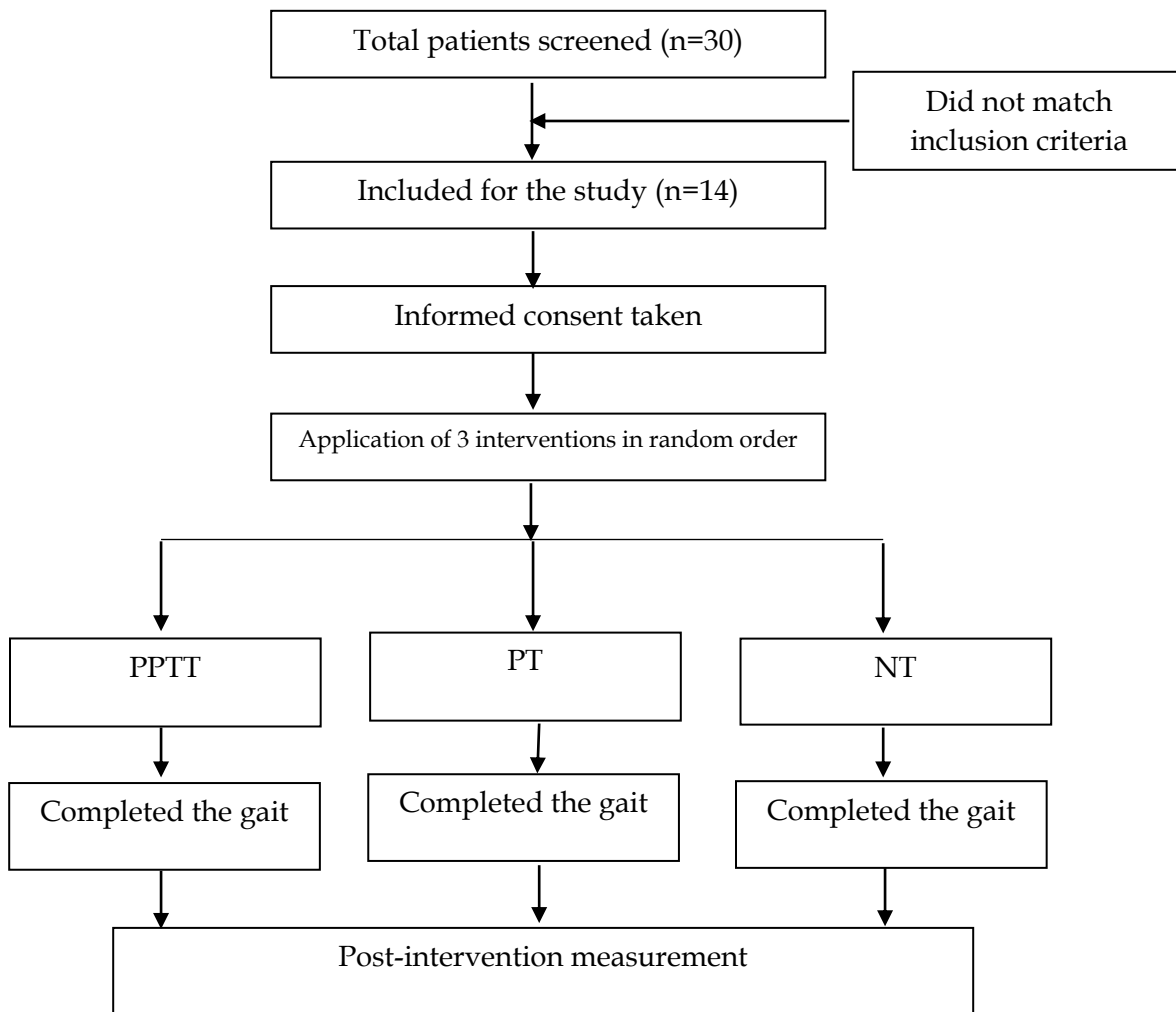 Total patients screened (n=30)
Did not match
inclusion criteria
Included for the study (n=14)
Informed consent taken
Application of 3 interventions in random order
PPTT
PT
NT
Completed the gait
Completed the gait
Completed the gait
Post-intervention measurement